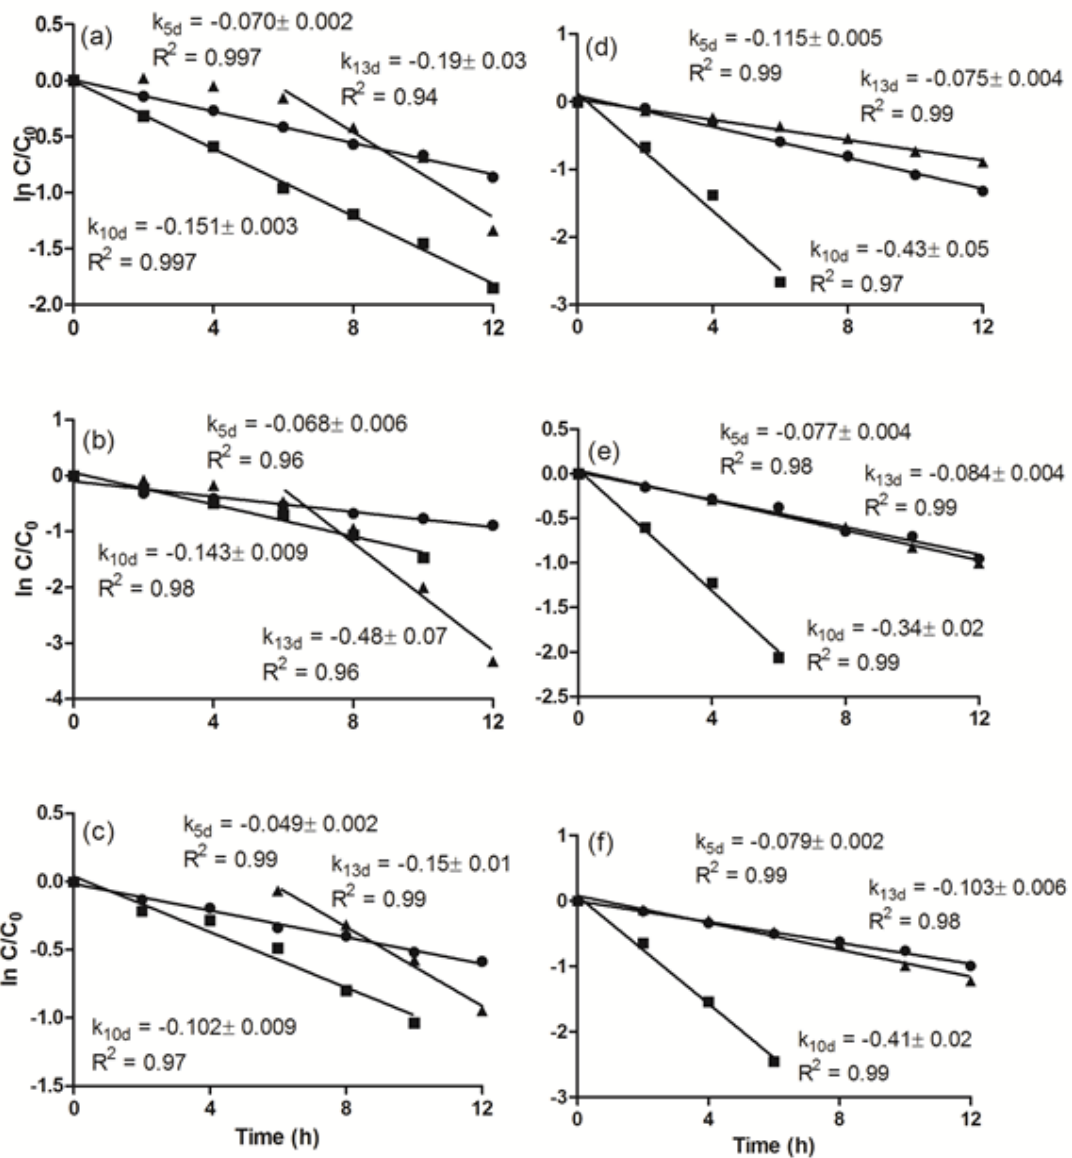 (a)
k5d = -0.070± 0.002
R² = 0.997
k13d = -0.19± 0.03
R² = 0.94
k10d = -0.151± 0.003
R² = 0.997
ln C/C0
0.5
0.0
-0.5
-1.0
-1.5
-2.0
0 4 8 12
(d)
k5d = -0.115± 0.005
R² = 0.99
k13d = -0.075± 0.004
R² = 0.99
k10d = -0.43± 0.05
R² = 0.97
1
0
-1
-2
-3
0 4 8 12
(b)
k5d = -0.068± 0.006
R² = 0.96
k10d = -0.143± 0.009
R² = 0.98
k13d = -0.48± 0.07
R² = 0.96
ln C/C0
1
0
-1
-2
-3
-4
0 4 8 12
(e)
k5d = -0.077± 0.004
R² = 0.98
k13d = -0.084± 0.004
R² = 0.99
k10d = -0.34± 0.02
R² = 0.99
0.5
0.0
-0.5
-1.0
-1.5
-2.0
-2.5
0 4 8 12
(c)
k5d = -0.049± 0.002
R² = 0.99
k13d = -0.15± 0.01
R² = 0.99
k10d = -0.102± 0.009
R² = 0.97
ln C/C0
0.5
0.0
-0.5
-1.0
-1.5
0 4 8 12
Time (h)
(f)
k5d = -0.079± 0.002
R² = 0.99
k13d = -0.103± 0.006
R² = 0.98
k10d = -0.41± 0.02
R² = 0.99
1
0
-1
-2
-3
0 4 8 12
Time (h)